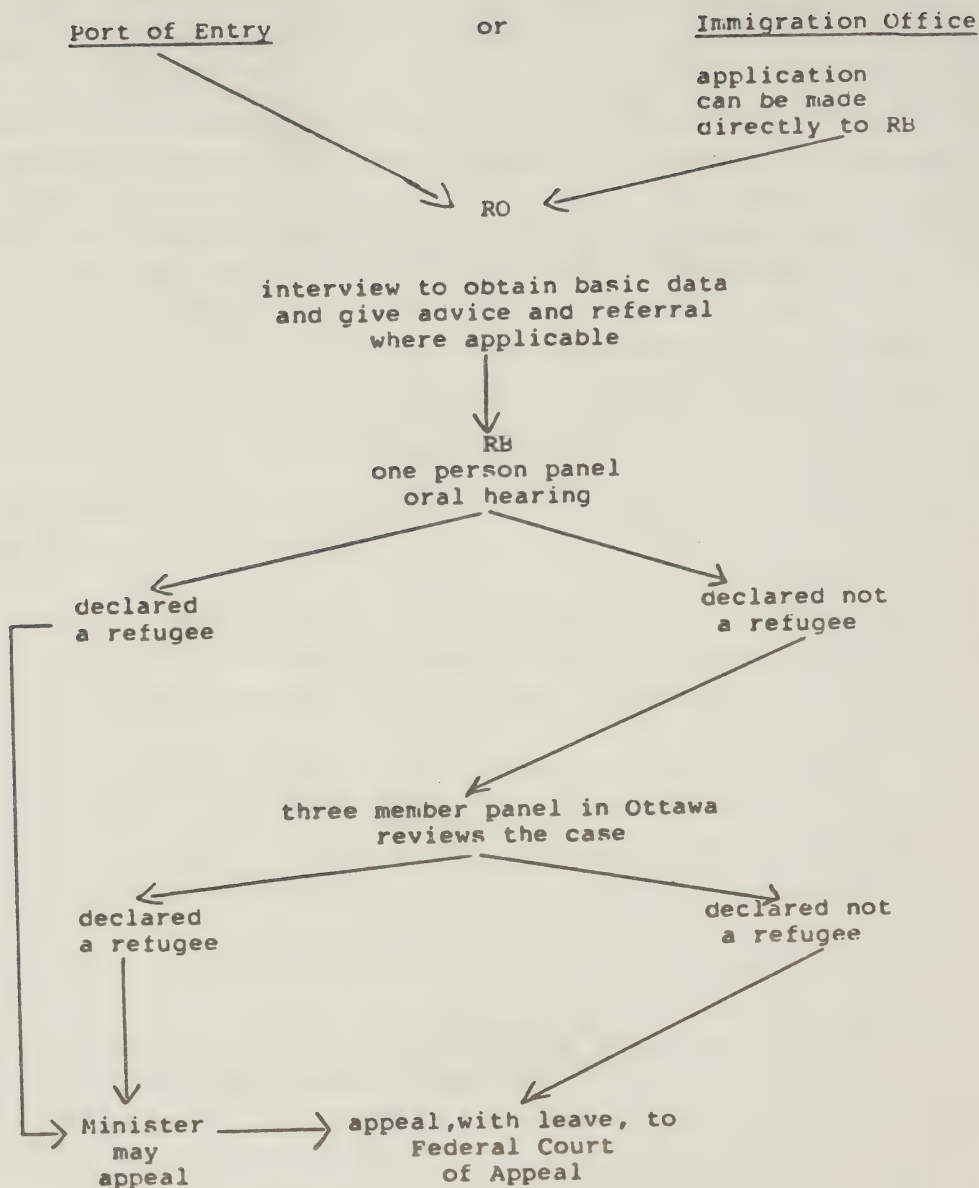 Port of Entry or Immigration Office
application
can be made
directly to RB
RO
interview to obtain basic data
and give advice and referral
where applicable
RB
one person panel
oral hearing
declared
a refugee
declared not
a refugee
three member panel in Ottawa
reviews the case
declared
a refugee
declared not
a refugee
Minister
may
appeal
appeal,with leave, to
Federal Court
of Appeal